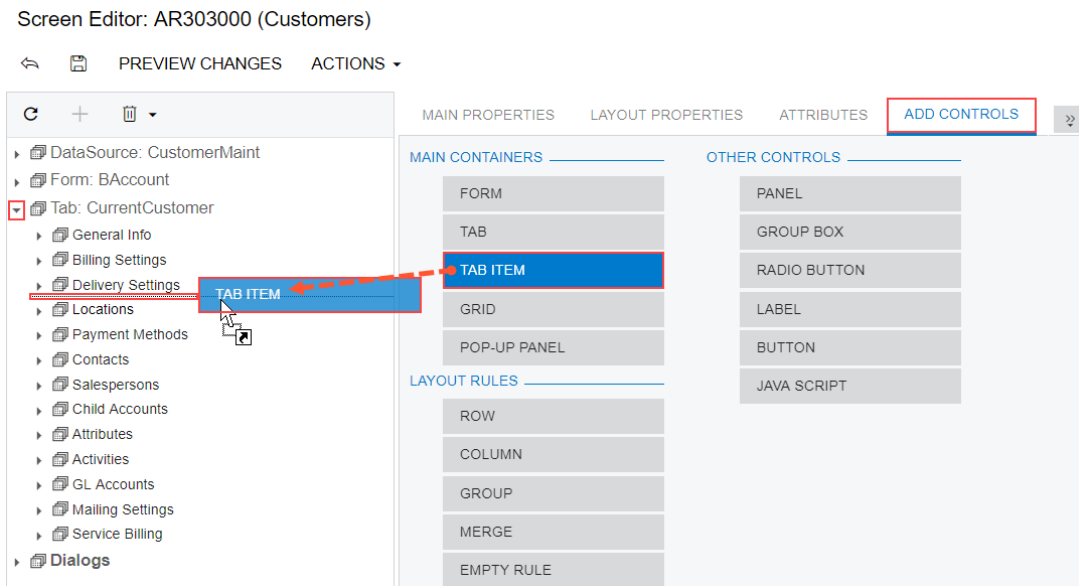 Screen Editor: AR303000 (Customers)
PREVIEW CHANGES ACTIONS
MAIN PROPERTIES LAYOUT PROPERTIES ATTRIBUTES ADD CONTROLS
DataSource: CustomerMaint
Form: BAccount
Tab: CurrentCustomer
General Info
Billing Settings
Delivery Settings
Locations
Payment Methods
Contacts
Salespersons
Child Accounts
Attributes
Activities
GL Accounts
Mailing Settings
Service Billing
Dialogs
TAB ITEM
MAIN CONTAINERS
FORM
TAB
TAB ITEM
GRID
POP-UP PANEL
LAYOUT RULES
ROW
COLUMN
GROUP
MERGE
EMPTY RULE
OTHER CONTROLS
PANEL
GROUP BOX
RADIO BUTTON
LABEL
BUTTON
JAVA SCRIPT